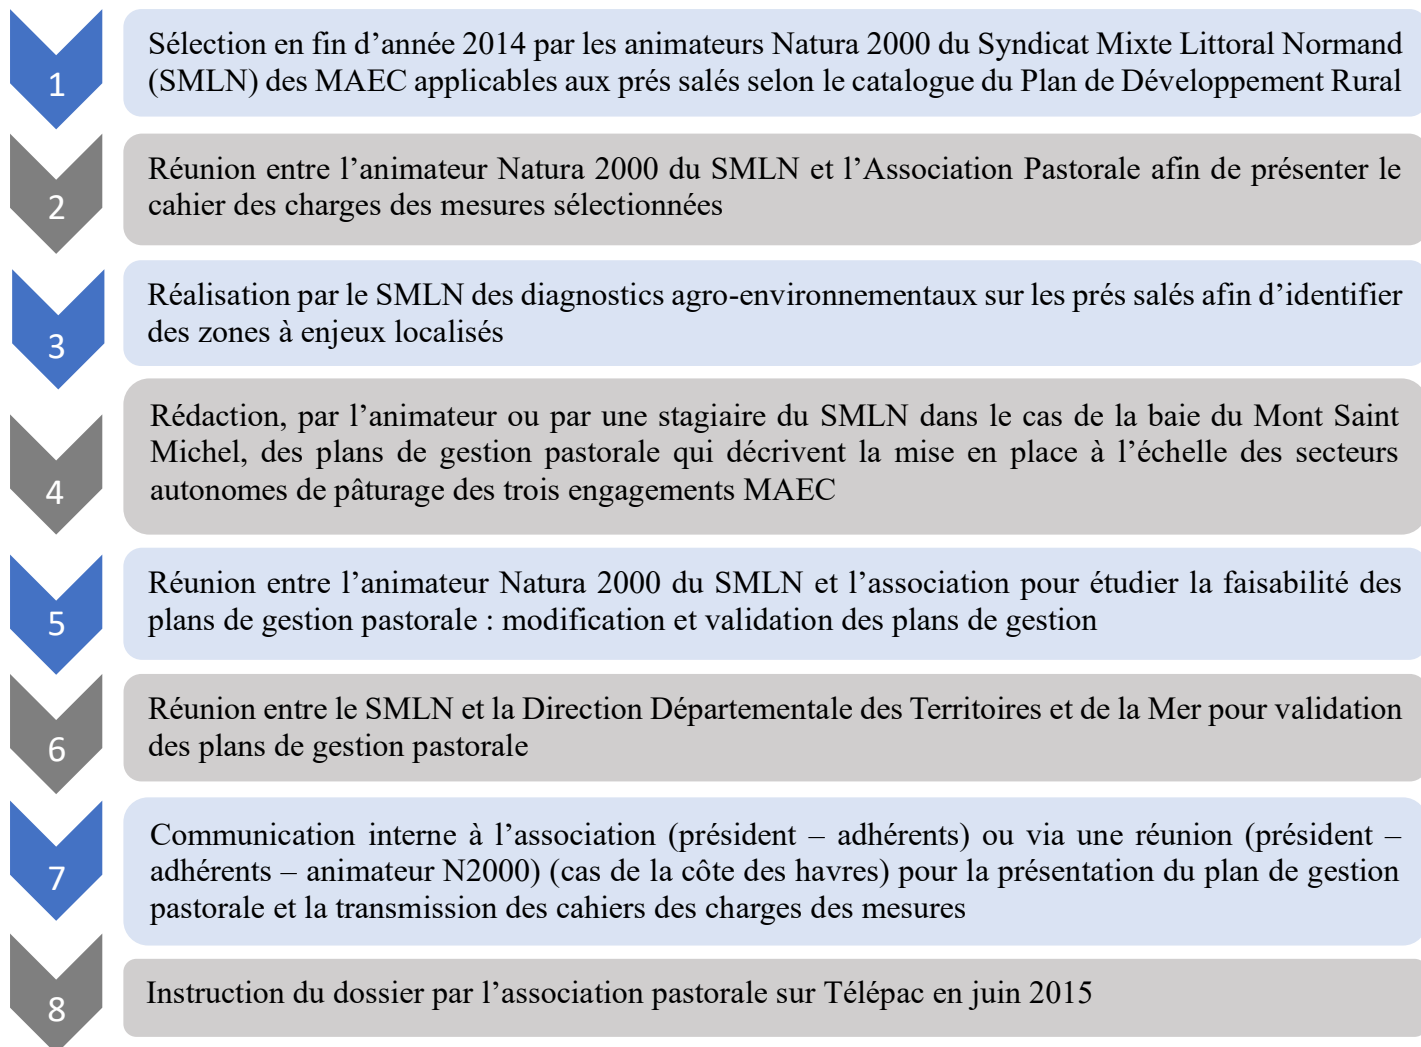 1
Sélection en fin d’année 2014 par les animateurs Natura 2000 du Syndicat Mixte Littoral Normand
(SMLN) des MAEC applicables aux prés salés selon le catalogue du Plan de Développement Rural
2
Réunion entre l’animateur Natura 2000 du SMLN et l’Association Pastorale afin de présenter le
cahier des charges des mesures sélectionnées
3
Réalisation par le SMLN des diagnostics agro-environnementaux sur les prés salés afin d’identifier
des zones à enjeux localisés
4
Rédaction, par l’animateur ou par une stagiaire du SMLN dans le cas de la baie du Mont Saint
Michel, des plans de gestion pastorale qui décrivent la mise en place à l’échelle des secteurs
autonomes de pâturage des trois engagements MAEC
5
Réunion entre l’animateur Natura 2000 du SMLN et l’association pour étudier la faisabilité des
plans de gestion pastorale : modification et validation des plans de gestion
6
Réunion entre le SMLN et la Direction Départementale des Territoires et de la Mer pour validation
des plans de gestion pastorale
7
Communication interne à l’association (président – adhérents) ou via une réunion (président –
adhérents – animateur N2000) (cas de la côte des havres) pour la présentation du plan de gestion
pastorale et la transmission des cahiers des charges des mesures
8
Instruction du dossier par l’association pastorale sur Télépac en juin 2015